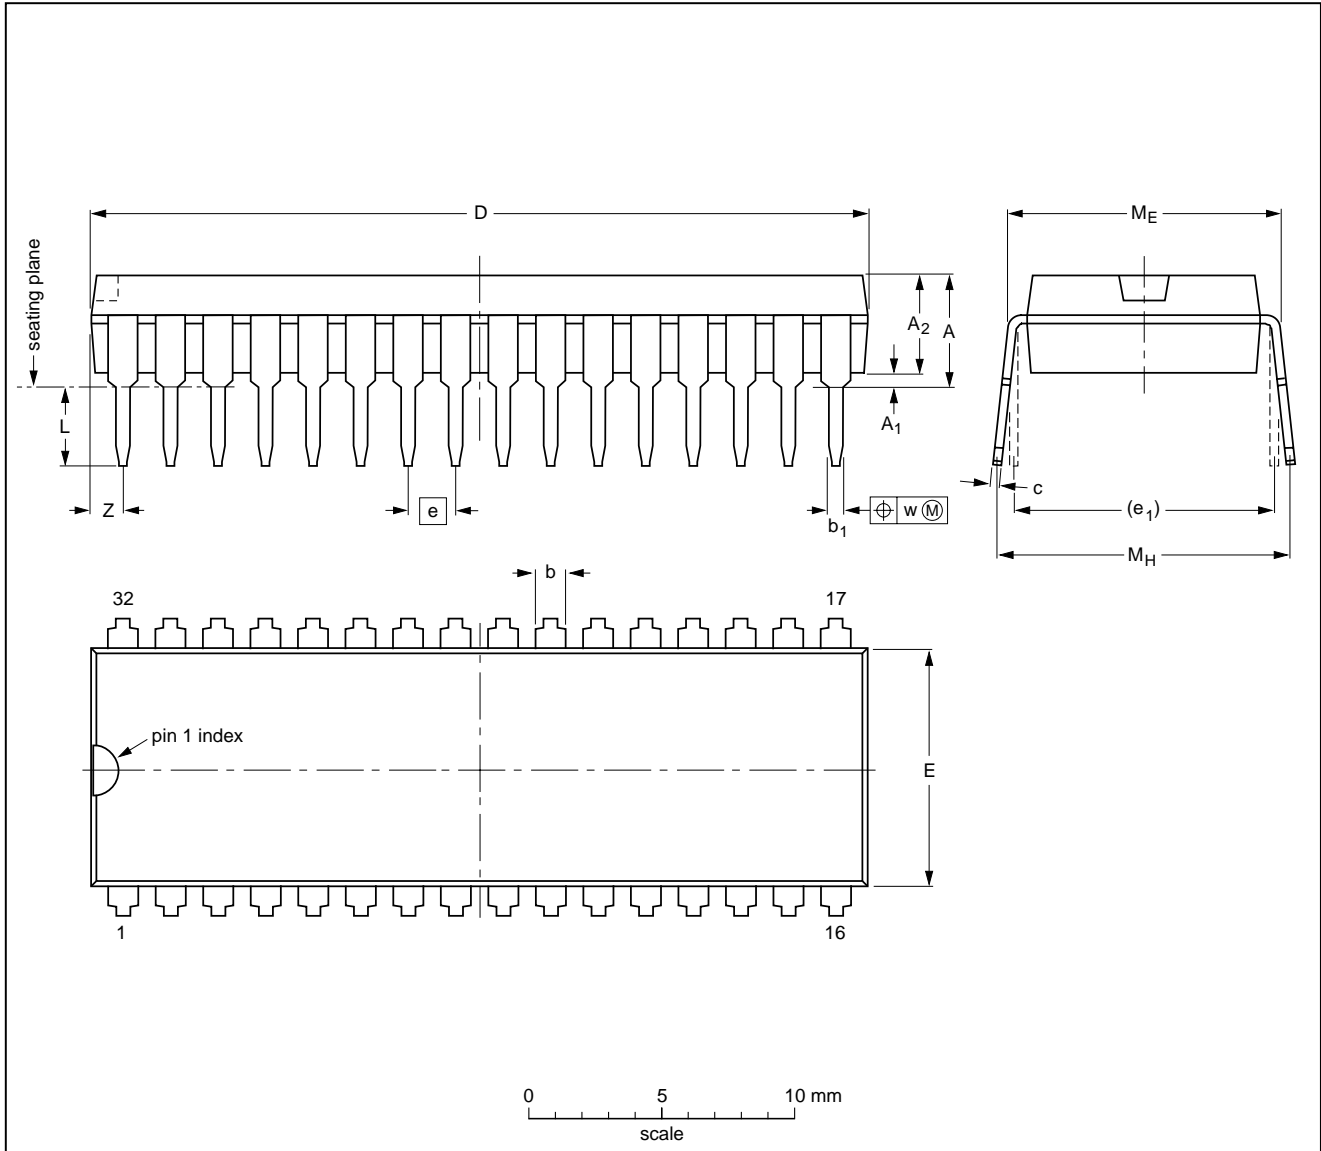 D
M_E
seating plane
A_2
A
L
A_1
Z
e
b_1
w Ⓜ
c
(e_1)
M_H
b
32
17
pin 1 index
E
1
16
0
5
10 mm
scale